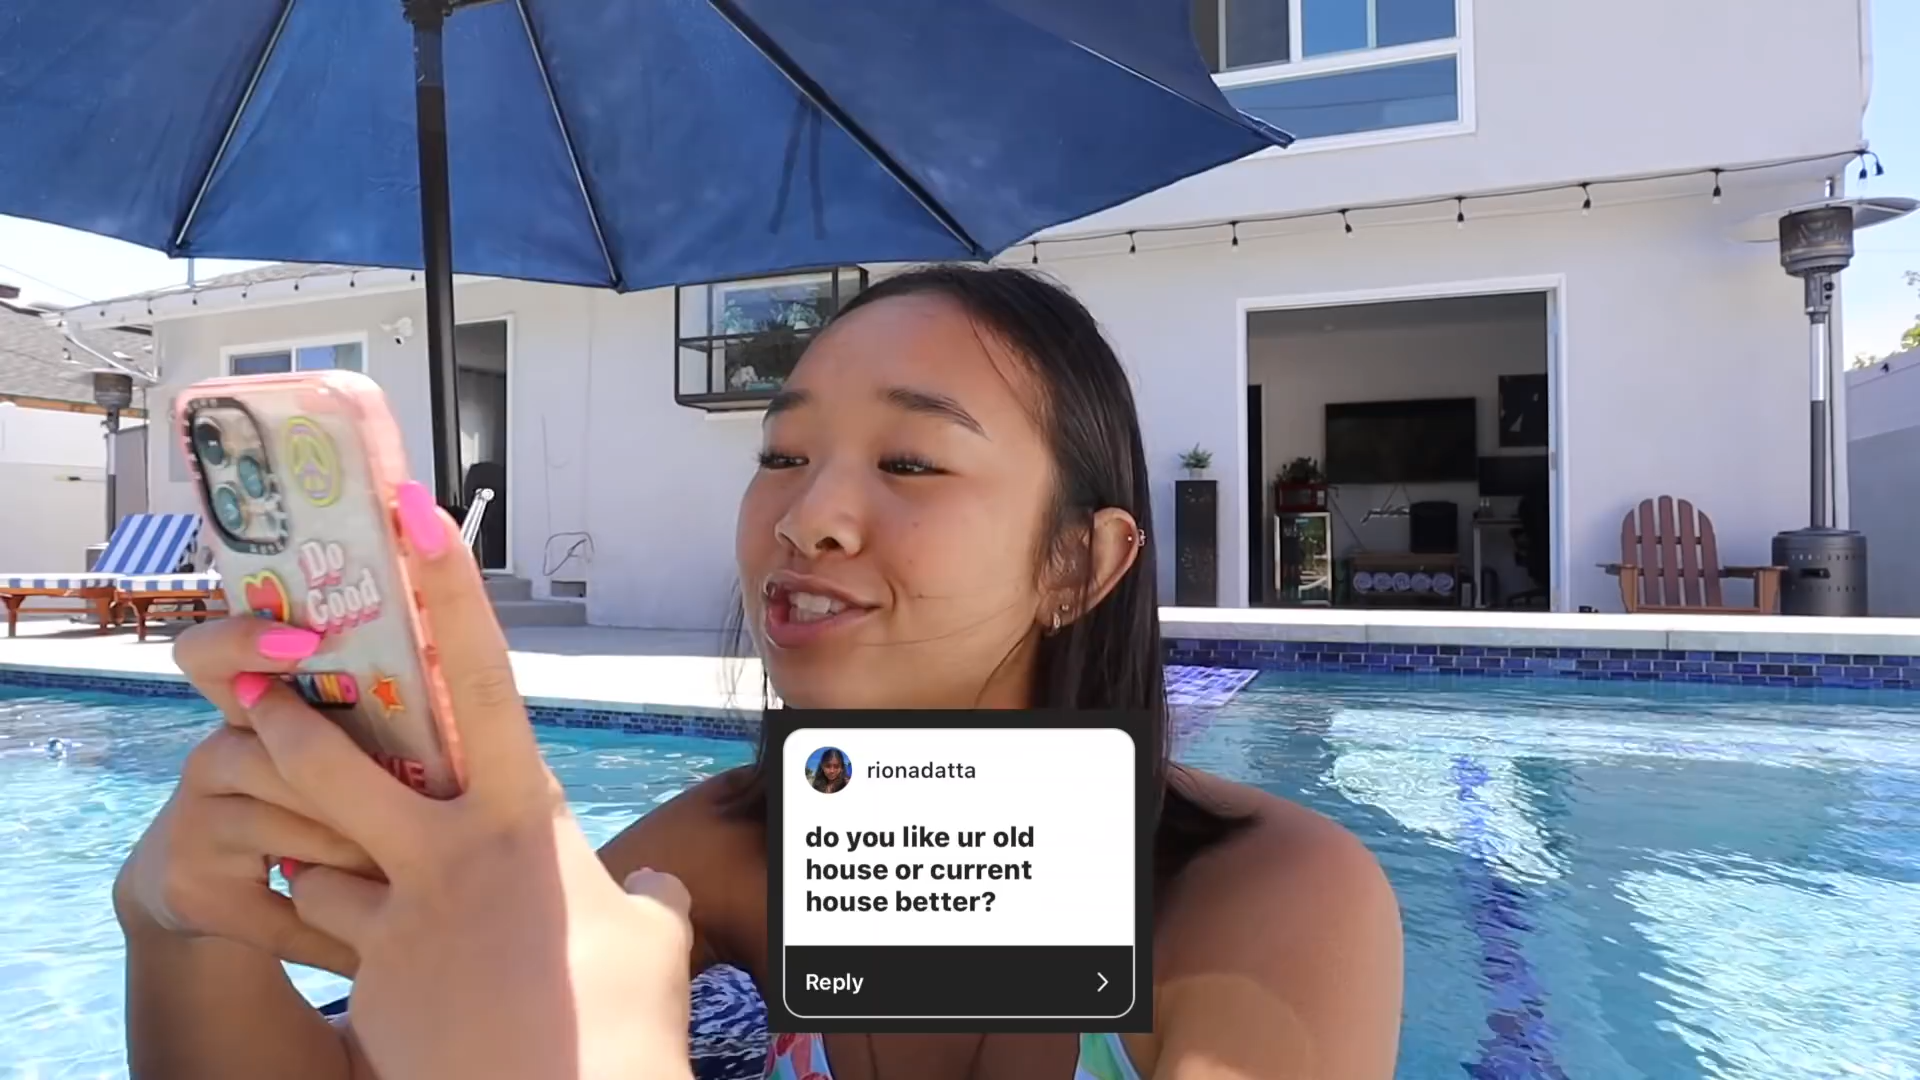 Do
Good
rionadatta
do you like ur old
house or current
house better?
Reply